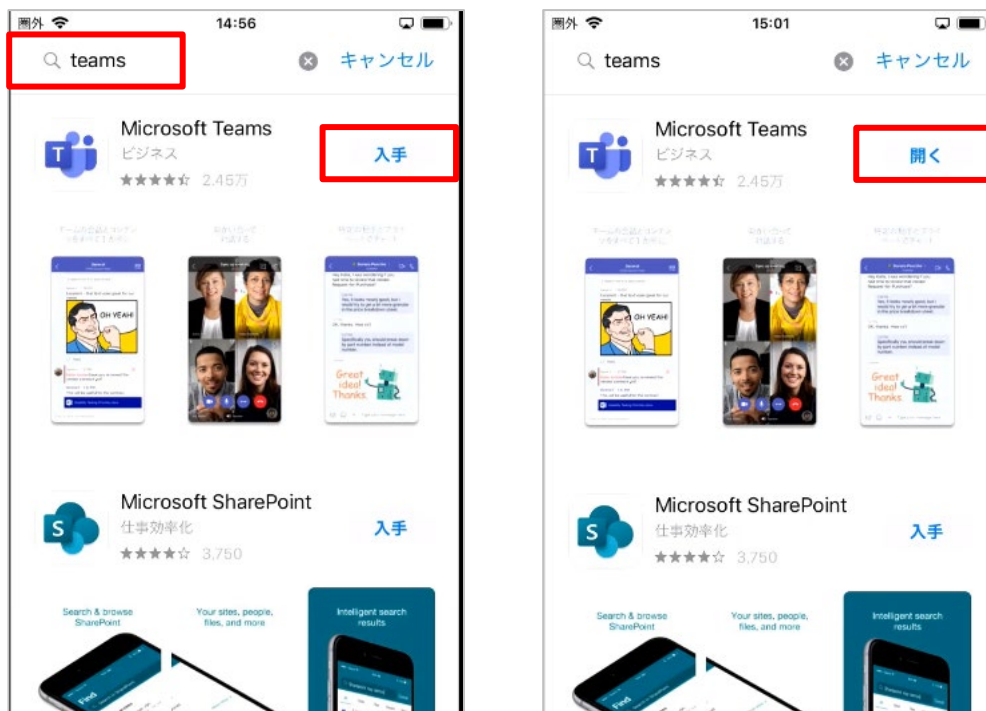 圏外 14:56
teams キャンセル
Microsoft Teams
ビジネス
入手
2.45万
OH YEAH!
Great
idea!
Thanks
Microsoft SharePoint
仕事効率化
入手
3,750
Search & browse
SharePoint
Your sites, people,
files, and more
Intelligent search
results
Find
圏外 15:01
teams キャンセル
Microsoft Teams
ビジネス
開く
2.45万
OH YEAH!
Great
idea!
Thanks
Microsoft SharePoint
仕事効率化
入手
3,750
Search & browse
SharePoint
Your sites, people,
files, and more
Intelligent search
results
Find